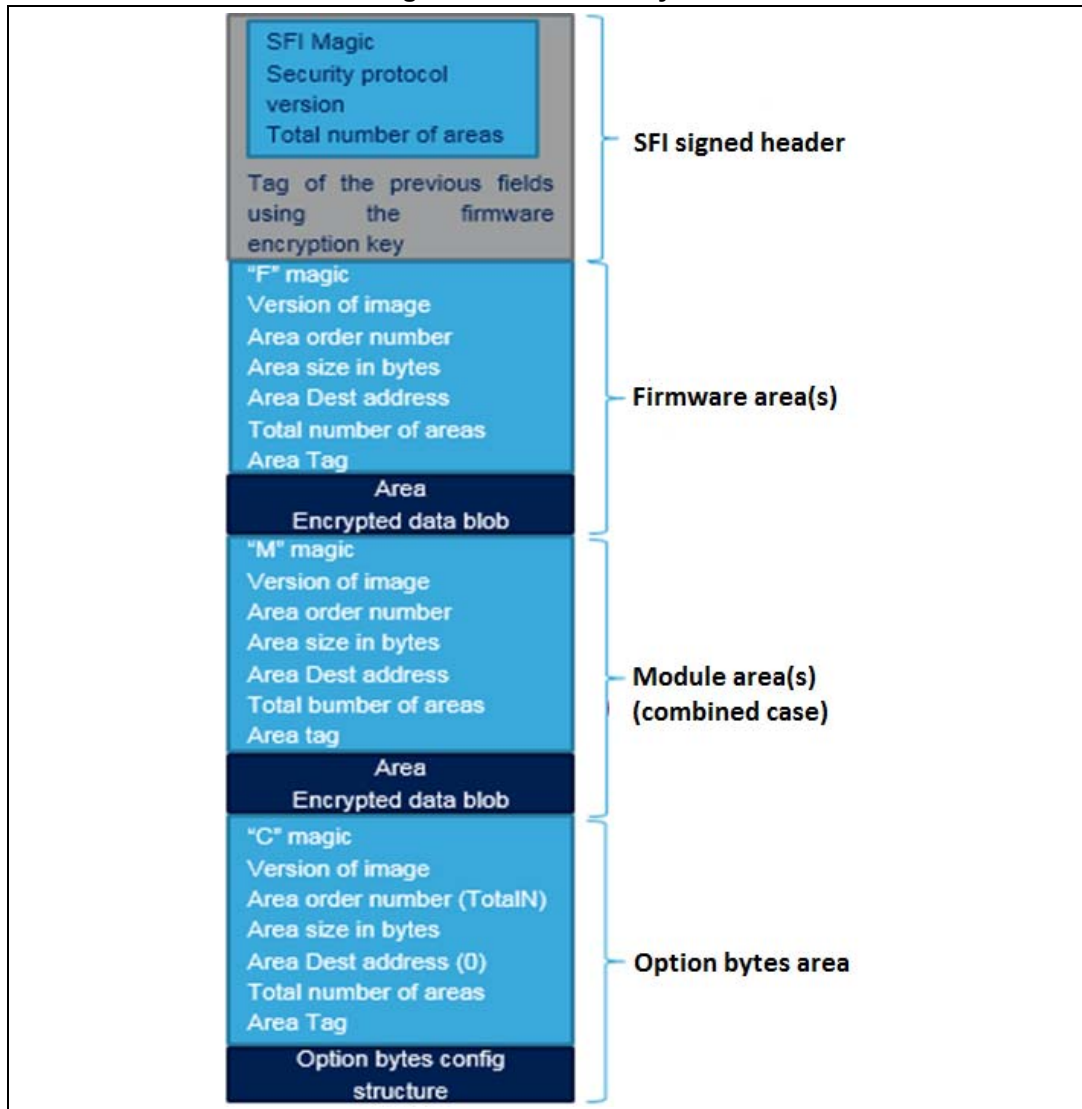 SFI Magic
Security protocol
version
Total number of areas
Tag of the previous fields
using the firmware
encryption key
SFI signed header
"F" magic
Version of image
Area order number
Area size in bytes
Area Dest address
Total number of areas
Area Tag
Area
Encrypted data blob
Firmware area(s)
"M" magic
Version of image
Area order number
Area size in bytes
Area Dest address
Total bumber of areas
Area tag
Area
Encrypted data blob
Module area(s)
(combined case)
"C" magic
Version of image
Area order number (TotalN)
Area size in bytes
Area Dest address (0)
Total number of areas
Area Tag
Option bytes config
structure
Option bytes area